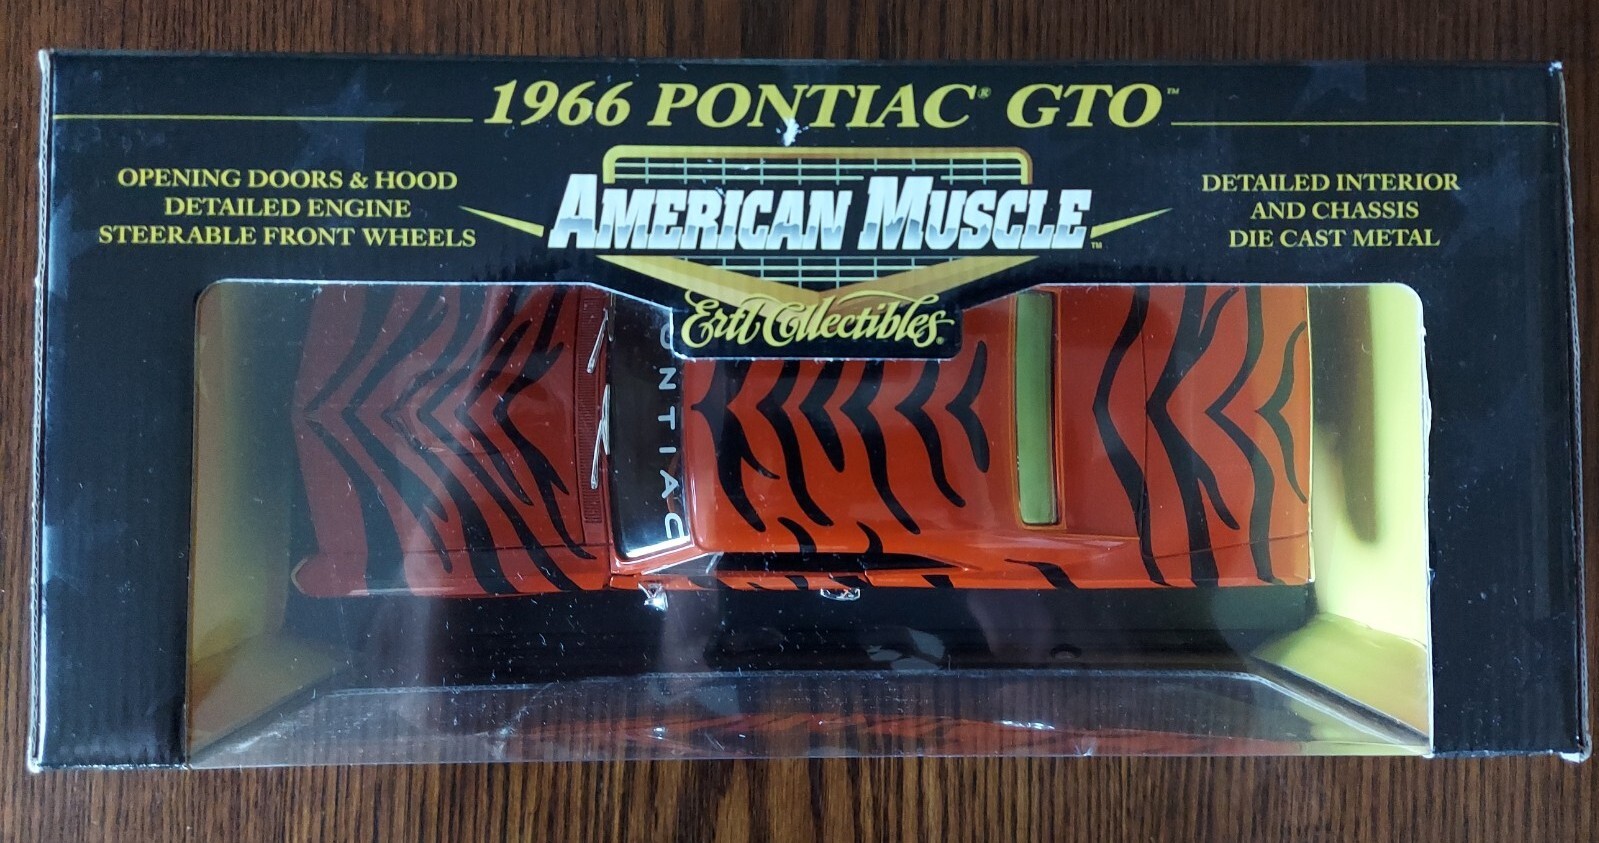 1966 PONTIAC® GTO™
OPENING DOORS & HOOD
DETAILED ENGINE
STEERABLE FRONT WHEELS
AMERICAN MUSCLE™
DETAILED INTERIOR
AND CHASSIS
DIE CAST METAL
Ertl Collectibles®
ONTIAC